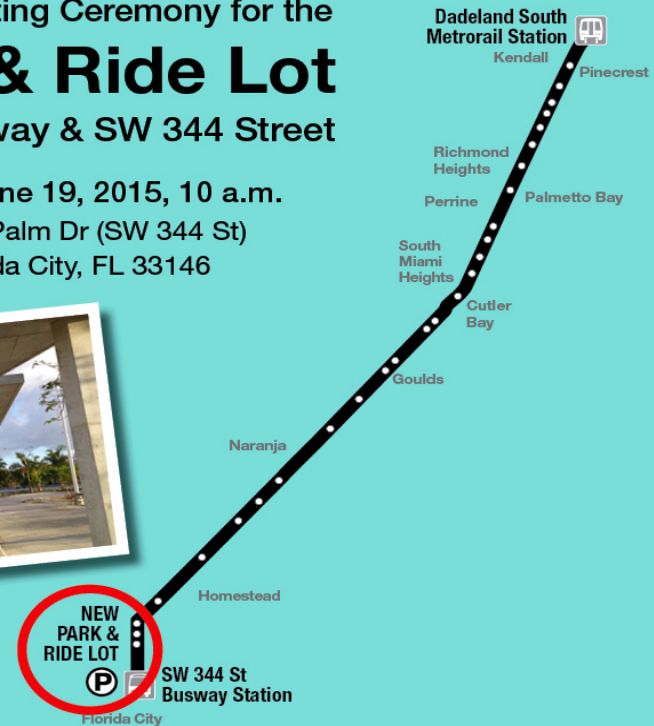 ting Ceremony for the
& Ride Lot
way & SW 344 Street
ne 19, 2015, 10 a.m.
Palm Dr (SW 344 St)
da City, FL 33146
Dadeland South
Metrorail Station
Kendall
Pinecrest
Richmond
Heights
Perrine
Palmetto Bay
South
Miami
Heights
Cutler
Bay
Goulds
Naranja
Homestead
NEW
PARK &
RIDE LOT
P
SW 344 St
Busway Station
Florida City